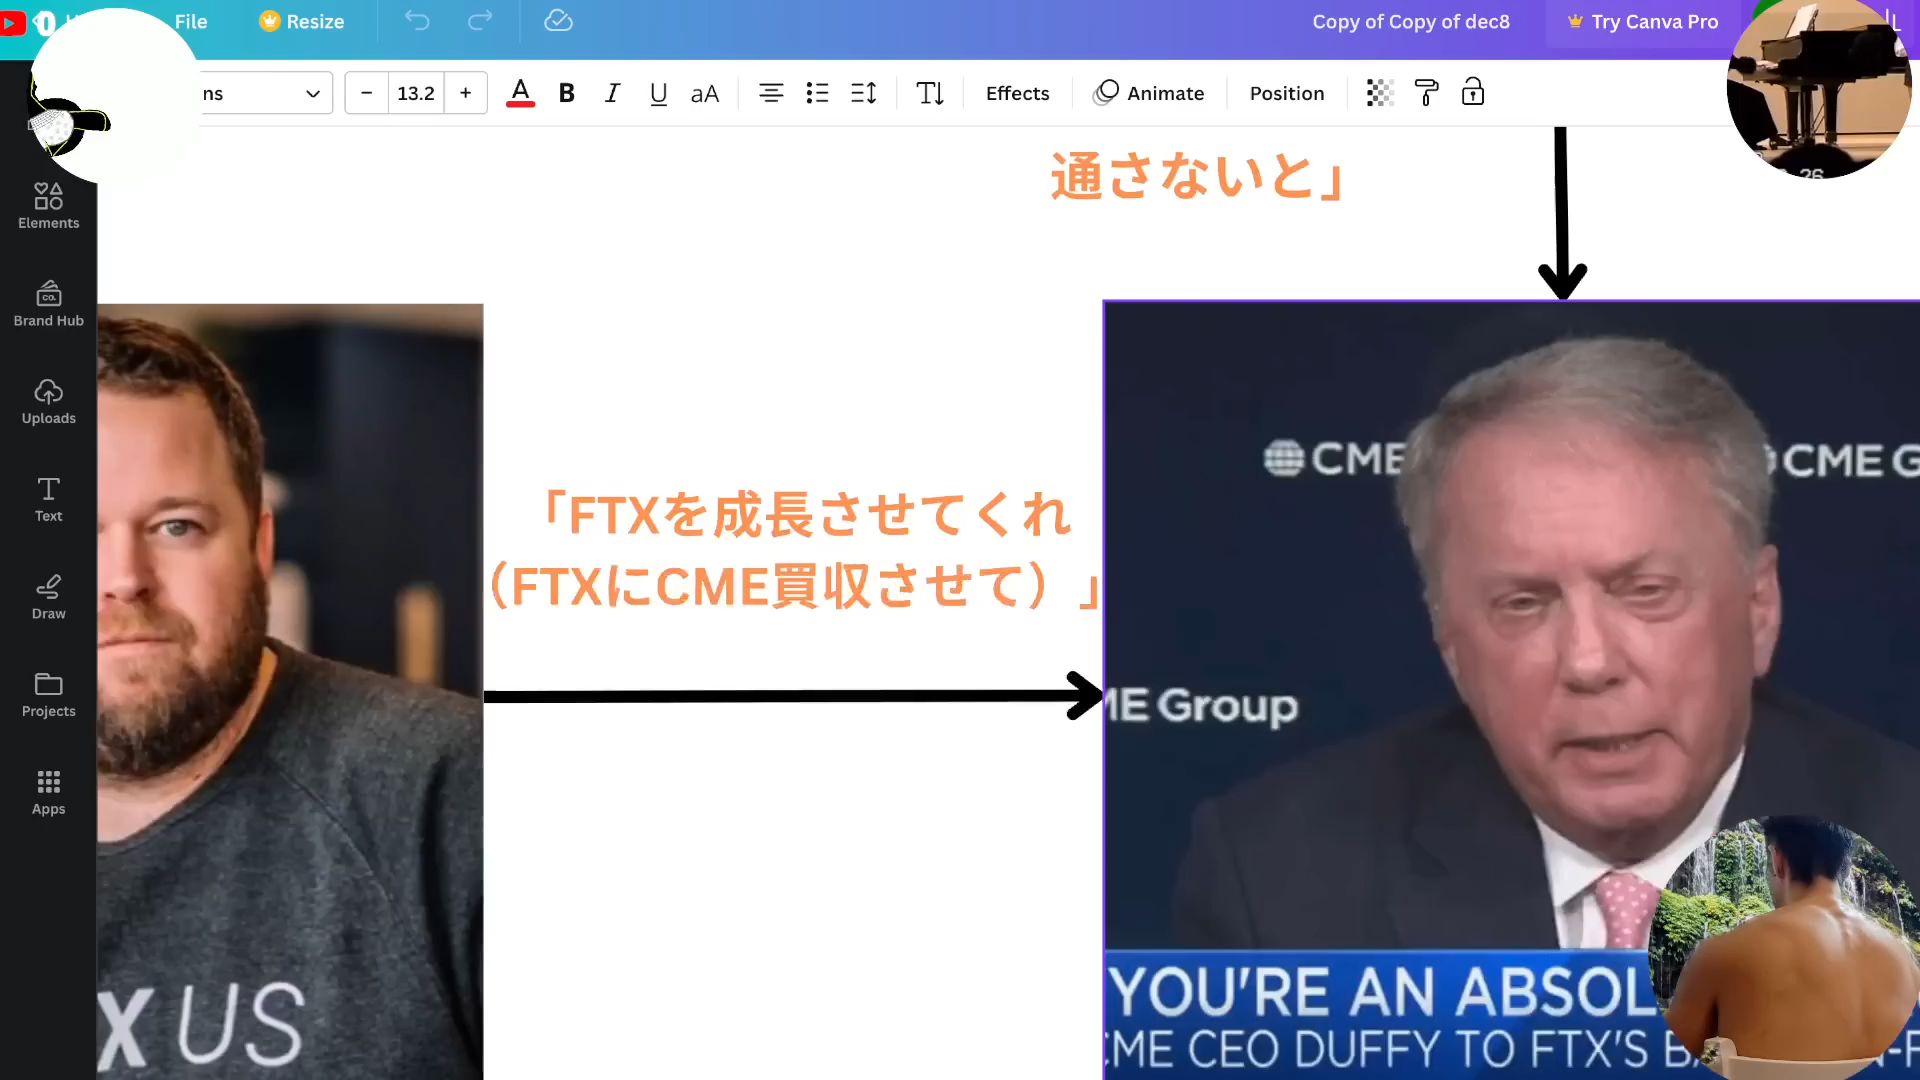 File
Resize
Copy of Copy of dec8
Try Canva Pro
ns
13.2
A
B
I
U
aA
Effects
Animate
Position
Elements
Brand Hub
Uploads
Text
Draw
Projects
Apps
通さないと」
「FTXを成長させてくれ
（FTXにCME買収させて）」
CME
CME G
ME Group
X US
YOU'RE AN ABSOL
CME CEO DUFFY TO FTX'S BA